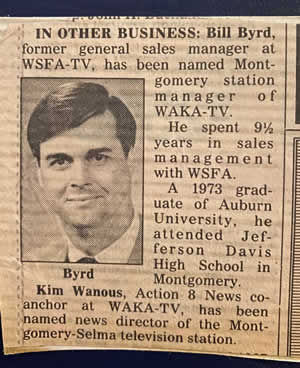 IN OTHER BUSINESS: Bill Byrd,
former general sales manager at
WSFA-TV, has been named Mont-
gomery station
manager of
WAKA-TV.
He spent 9½
years in sales
management
with WSFA.
A 1973 grad-
uate of Auburn
University, he
attended Jef-
ferson Davis
High School in
Montgomery.
Byrd
Kim Wanous, Action 8 News co-
anchor at WAKA-TV, has been
named news director of the Mont-
gomery-Selma television station.